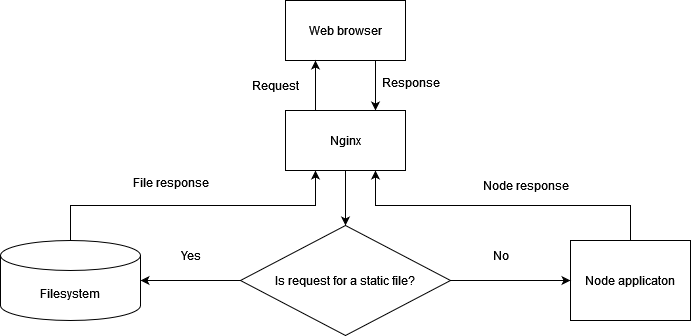 Web browser
Request
Response
Nginx
File response
Node response
Yes
No
Filesystem
Is request for a static file?
Node applicaton